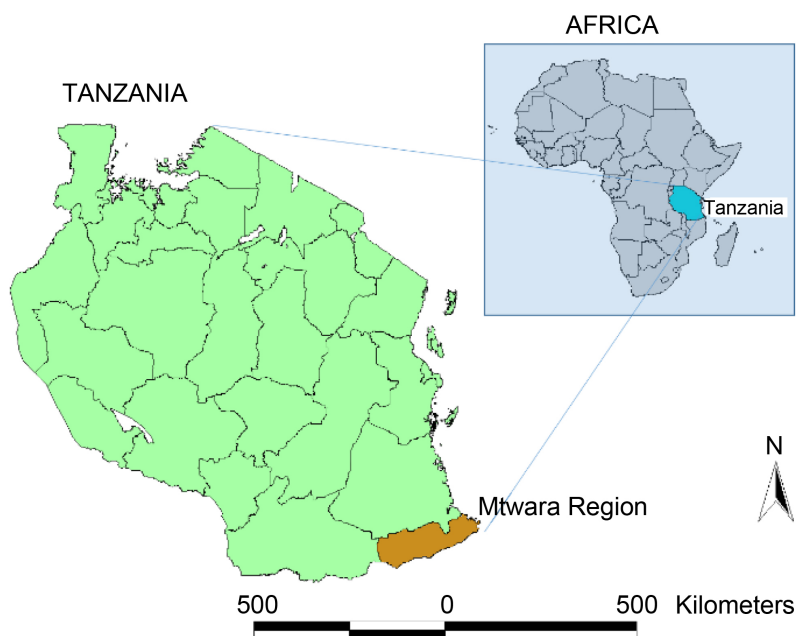 AFRICA
TANZANIA
Tanzania
N
Mtwara Region
500 0 500 Kilometers